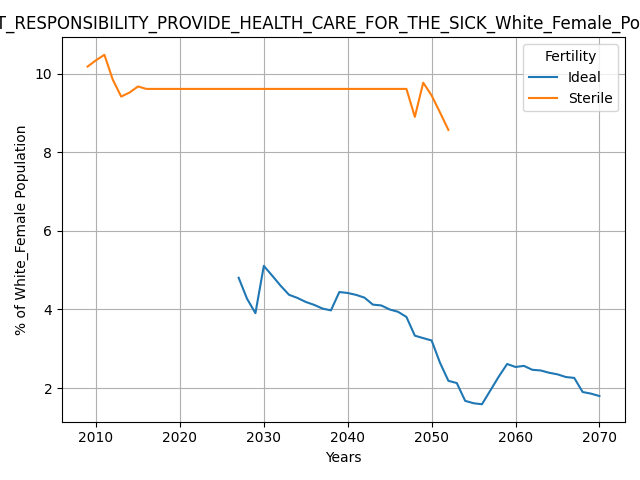 T_RESPONSIBILITY_PROVIDE_HEALTH_CARE_FOR_THE_SICK_White_Female_Po
Fertility
Ideal
Sterile
% of White_Female Population
10
8
6
4
2
2010 2020 2030 2040 2050 2060 2070
Years